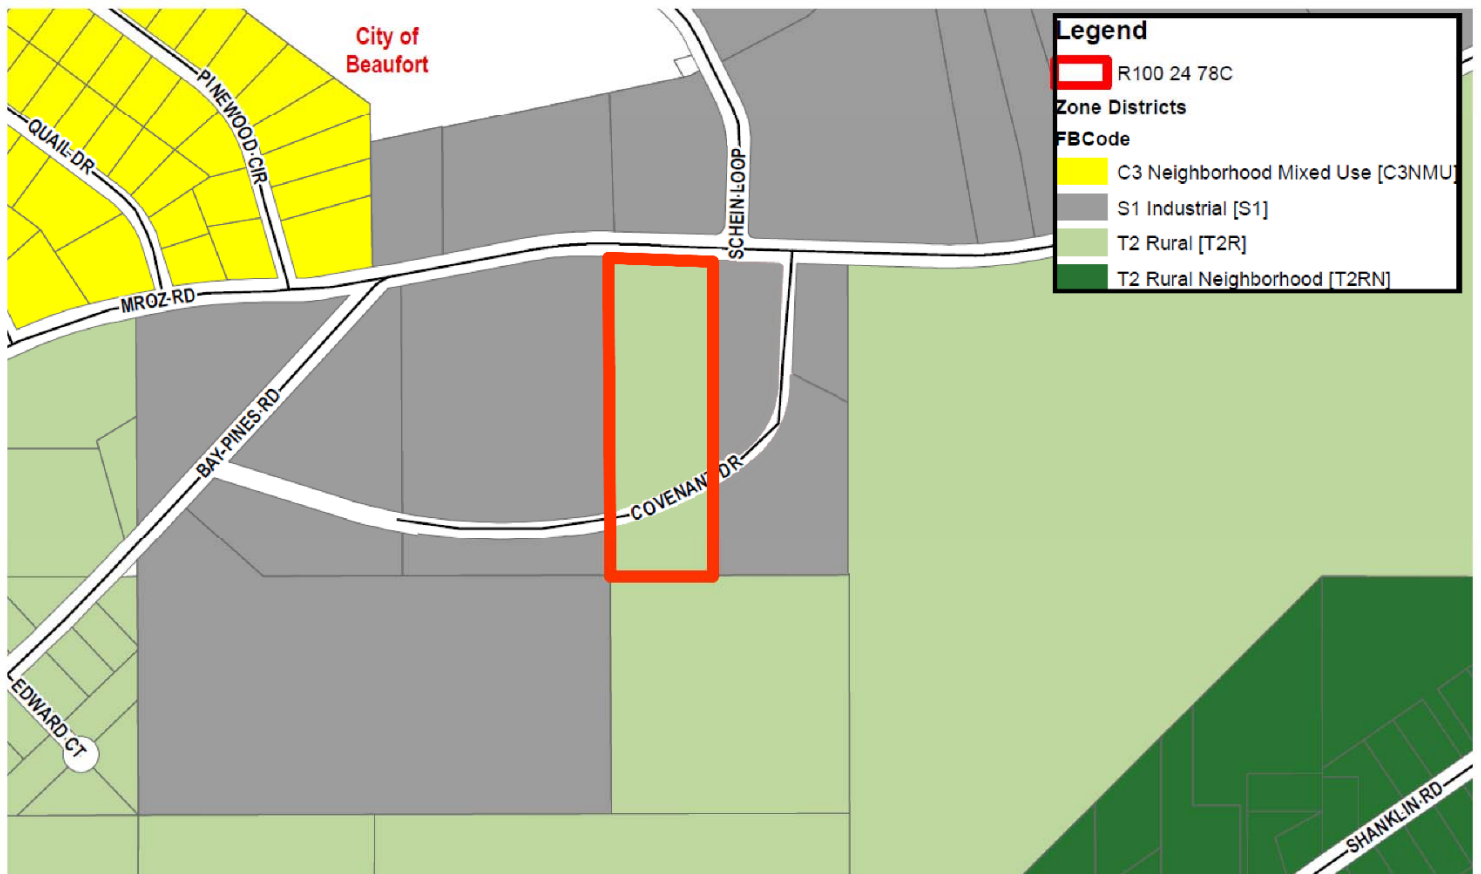 City of
Beaufort
Legend
R100 24 78C
Zone Districts
FBCode
C3 Neighborhood Mixed Use [C3NMU]
S1 Industrial [S1]
T2 Rural [T2R]
T2 Rural Neighborhood [T2RN]
PINEWOOD CIR
QUAIL DR
SCHEIN LOOP
MROZ RD
BAY PINES RD
COVENANT DR
EDWARD CT
SHANKLIN RD